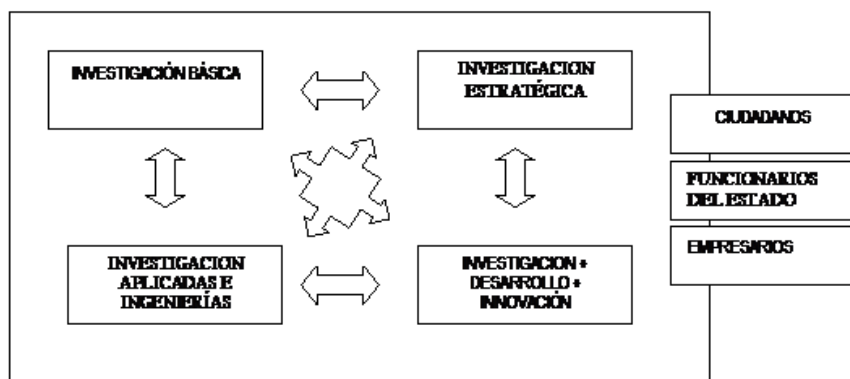 INVESTIGACIÓN BÁSICA
INVESTIGACION
ESTRATÉGICA
CIUDADANOS
FUNCIONARIOS
DEL ESTADO
EMPRESARIOS
INVESTIGACION
APLICADAS E
INGENIERÍAS
INVESTIGACION +
DESARROLLO +
INNOVACIÓN